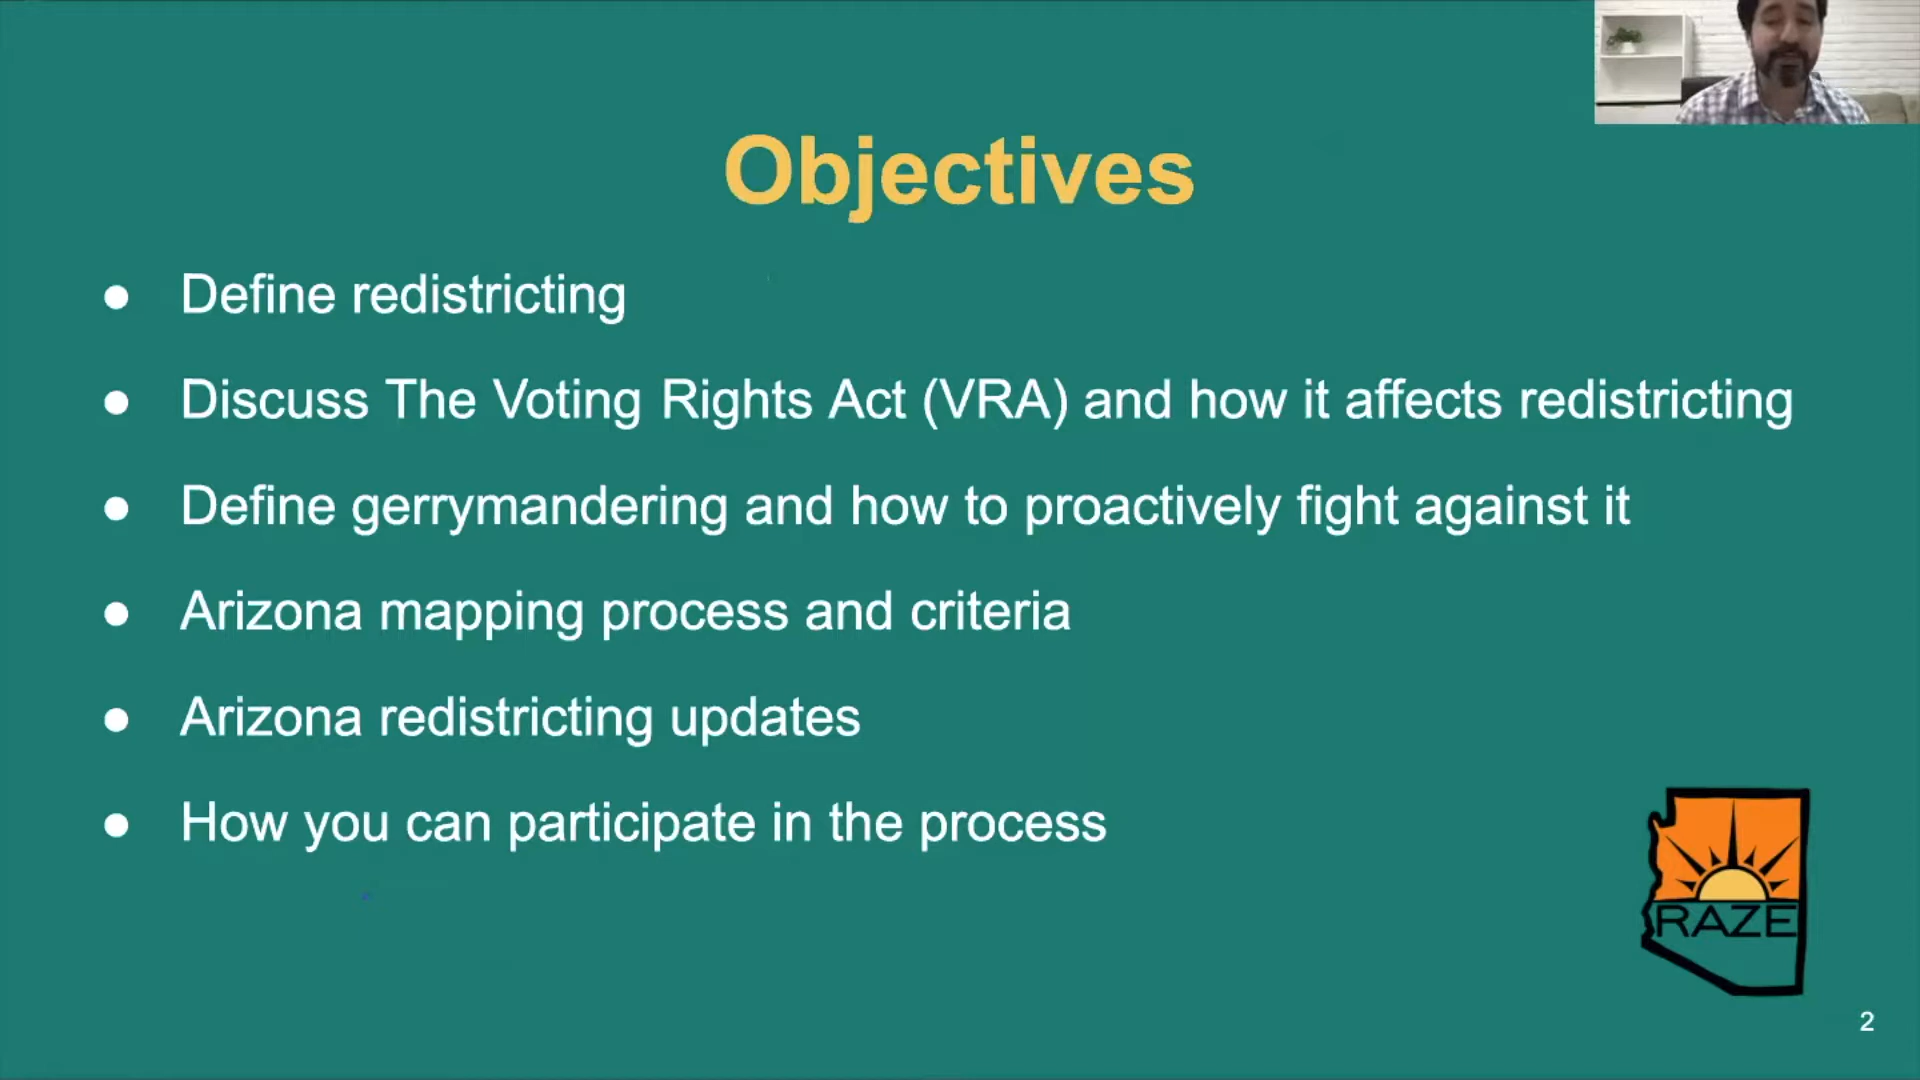 Objectives
● Define redistricting
● Discuss The Voting Rights Act (VRA) and how it affects redistricting
● Define gerrymandering and how to proactively fight against it
● Arizona mapping process and criteria
● Arizona redistricting updates
● How you can participate in the process
RAZE
2